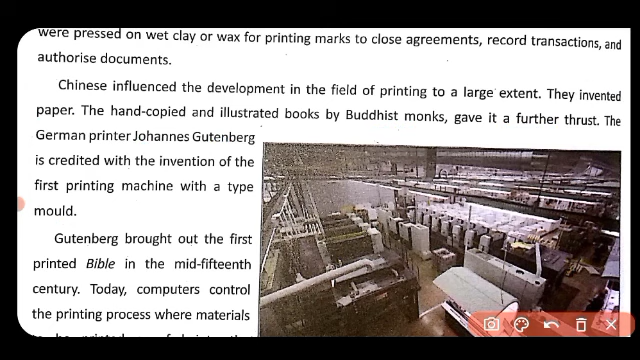 were pressed on wet clay or wax for printing marks to close agreements, record transactions, and
authorise documents.
Chinese influenced the development in the field of printing to a large extent. They invented
paper. The hand-copied and illustrated books by Buddhist monks, gave it a further thrust. The
German printer Johannes Gutenberg
is credited with the invention of the
first printing machine with a type
mould.
Gutenberg brought out the first
printed Bible in the mid-fifteenth
century. Today, computers control
the printing process where materials